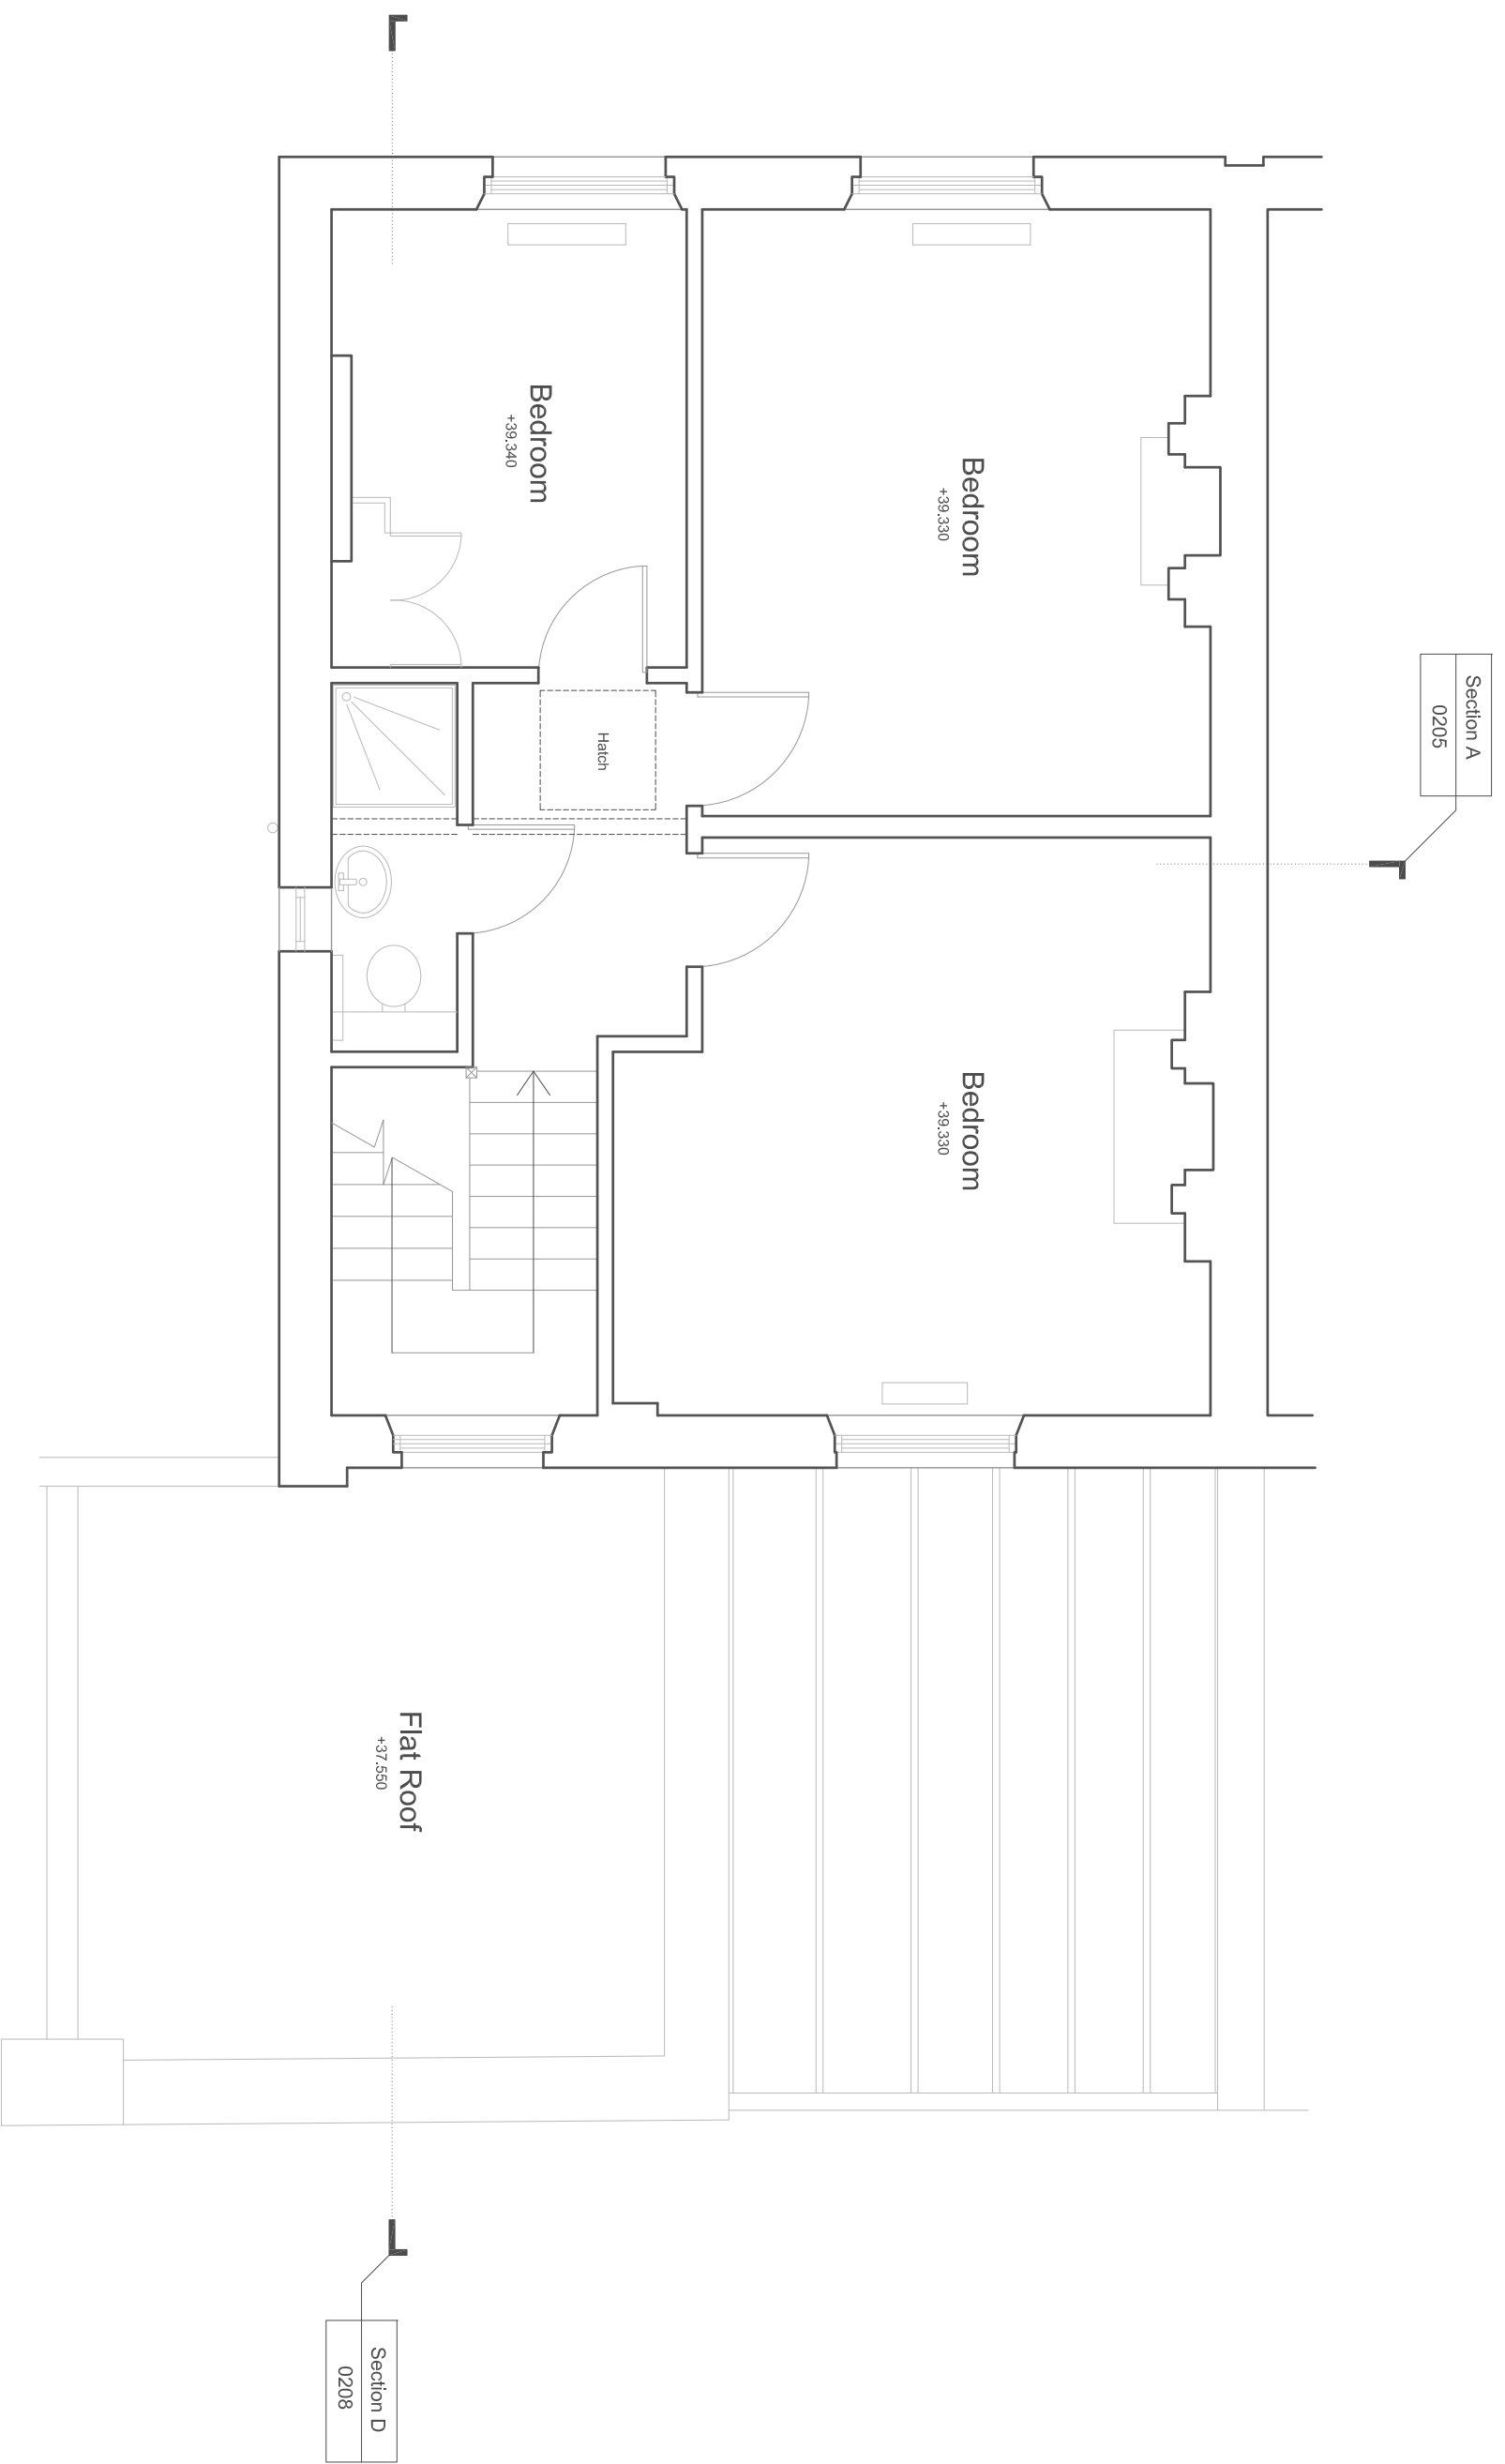 Section A
0205
Bedroom
+39.330
Bedroom
+39.330
Hatch
Bedroom
+39.340
Flat Roof
+37.550
Section D
0208